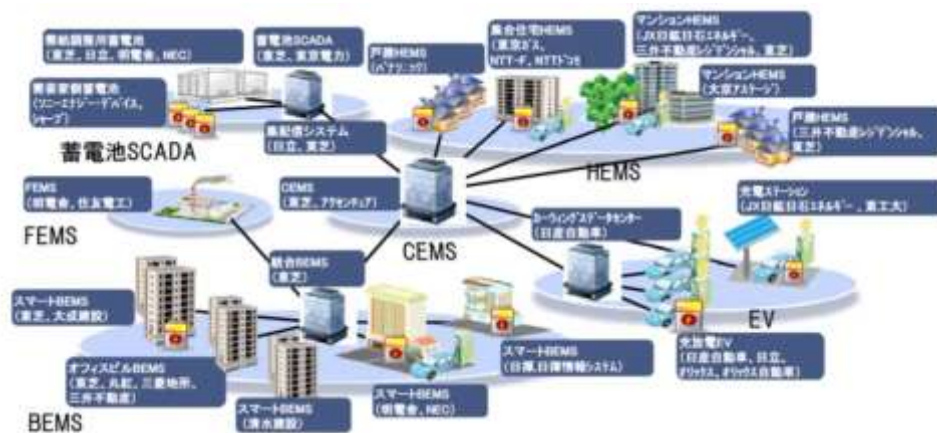 需給調整用蓄電池
(東芝、日立、明電舎、NEC)
蓄電池SCADA
(東芝、東京電力)
需要家側蓄電池
(ソニーエナジー・デバイス、
シャープ)
集配信システム
(日立、東芝)
蓄電池SCADA
戸建HEMS
(パナソニック)
集合住宅HEMS
(東京ガス、
NTT-F、NTTドコモ
マンションHEMS
(JX日鉱日石エネルギー、
三井不動産レジデンシャル、東芝)
マンションHEMS
(大京アステージ)
戸建HEMS
(三井不動産レジデンシャル、
東芝)
HEMS
FEMS
(明電舎、住友電工)
FEMS
CEMS
(東芝、アクセンチュア)
CEMS
カーウィングスデータセンター
(日産自動車)
充電ステーション
(JX日鉱日石エネルギー、東工大)
EV
充放電EV
(日産自動車、日立、
オリックス、オリックス自動車)
統合BEMS
(東芝)
スマートBEMS
(東芝、大成建設)
オフィスビルBEMS
(東芝、丸紅、三菱地所、
三井不動産)
スマートBEMS
(清水建設)
スマートBEMS
(明電舎、NEC)
スマートBEMS
(日揮、日揮情報システム)
BEMS